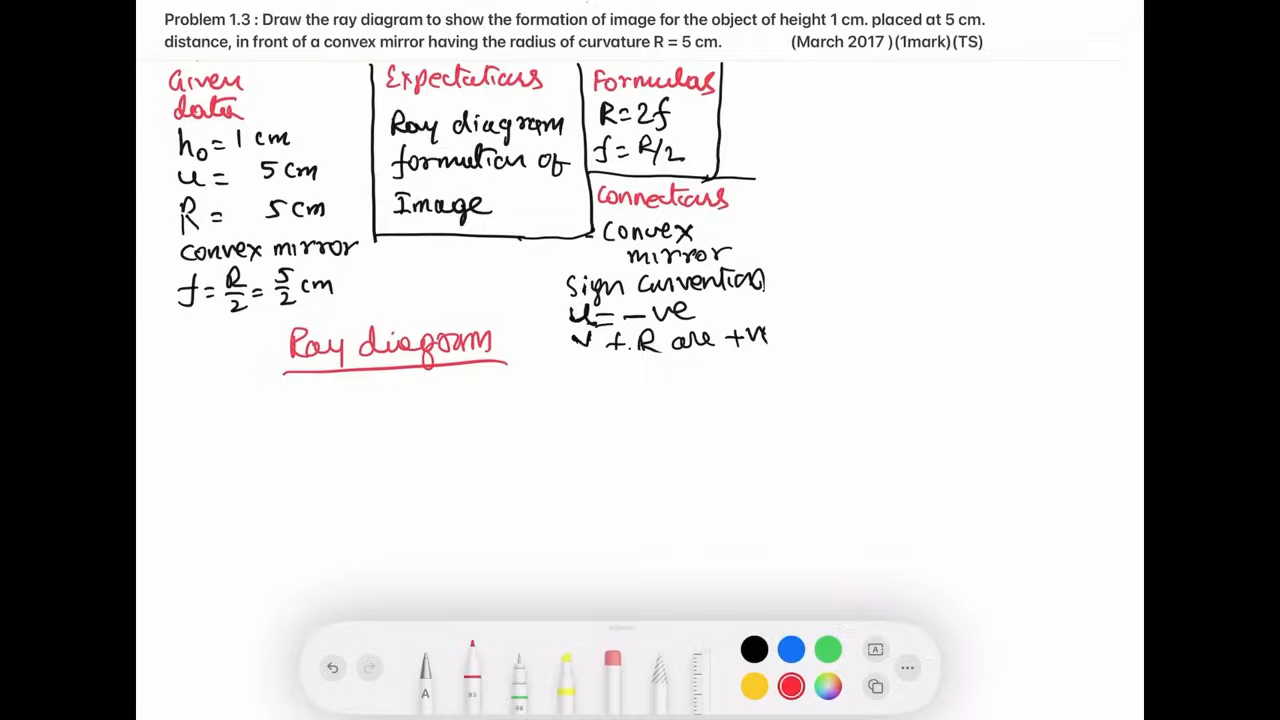 Problem 1.3 : Draw the ray diagram to show the formation of image for the object of height 1 cm. placed at 5 cm.
distance, in front of a convex mirror having the radius of curvature R = 5 cm. (March 2017 )(1mark)(TS)
Given
data
h₀ = 1 cm
u = 5 cm
R = 5 cm
convex mirror
f = R/2 = 5/2 cm
Expectations
Ray diagram
formation of
Image
Formulas
R = 2f
f = R/2
Connections
- Convex
mirror
Sign Convention
u = -ve
v f. R are +ve
Ray diagram
A
93
98
A